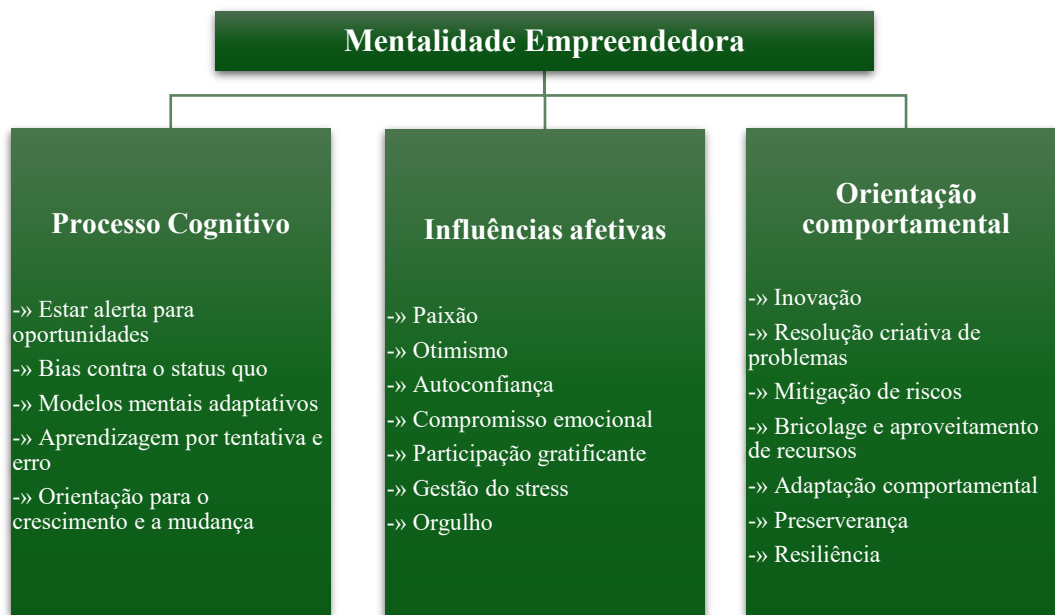 Mentalidade Empreendedora
Processo Cognitivo
-» Estar alerta para
oportunidades
-» Bias contra o status quo
-» Modelos mentais adaptativos
-» Aprendizagem por tentativa e
erro
-» Orientação para o
crescimento e a mudança
Influências afetivas
-» Paixão
-» Otimismo
-» Autoconfiança
-» Compromisso emocional
-» Participação gratificante
-» Gestão do stress
-» Orgulho
Orientação
comportamental
-» Inovação
-» Resolução criativa de
problemas
-» Mitigação de riscos
-» Bricolage e aproveitamento
de recursos
-» Adaptação comportamental
-» Preserverança
-» Resiliência